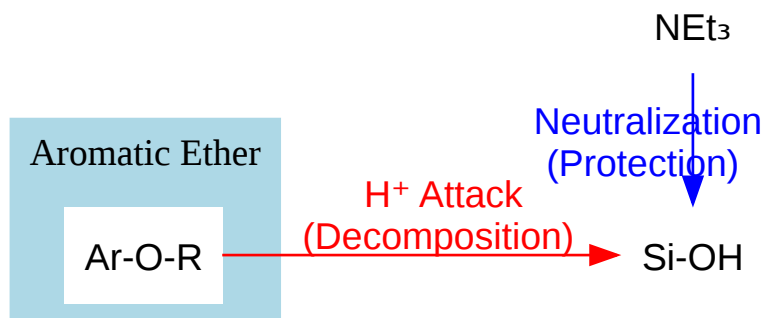 NEt₃
Neutralization
(Protection)
Aromatic Ether
H⁺ Attack
(Decomposition)
Ar-O-R
Si-OH